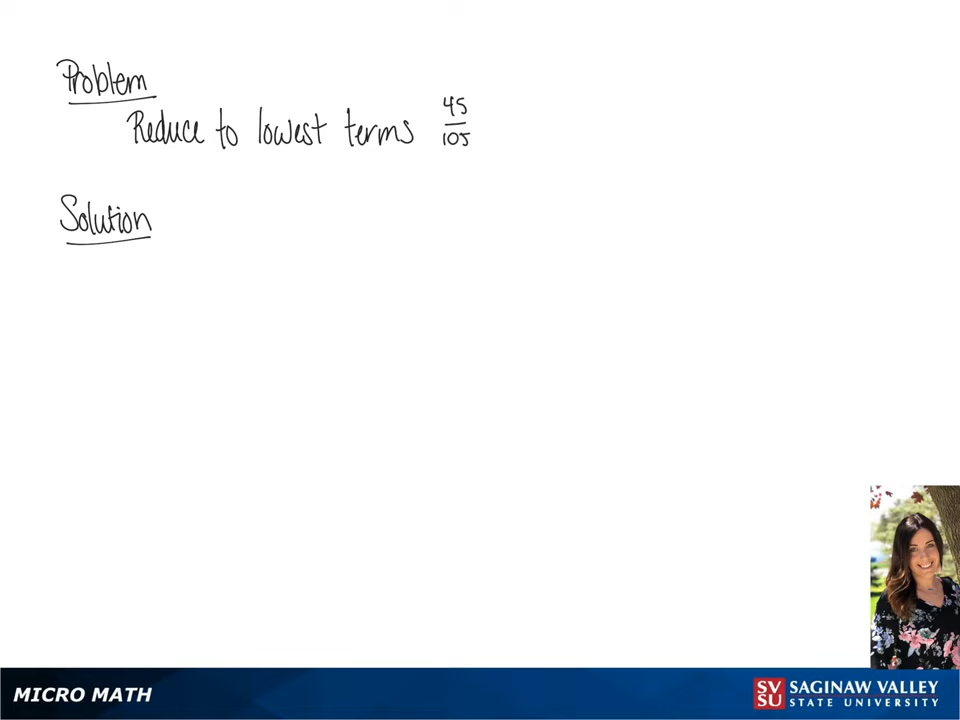 Problem
Reduce to lowest terms 45/105
Solution
MICRO MATH
SVSU SAGINAW VALLEY
STATE UNIVERSITY